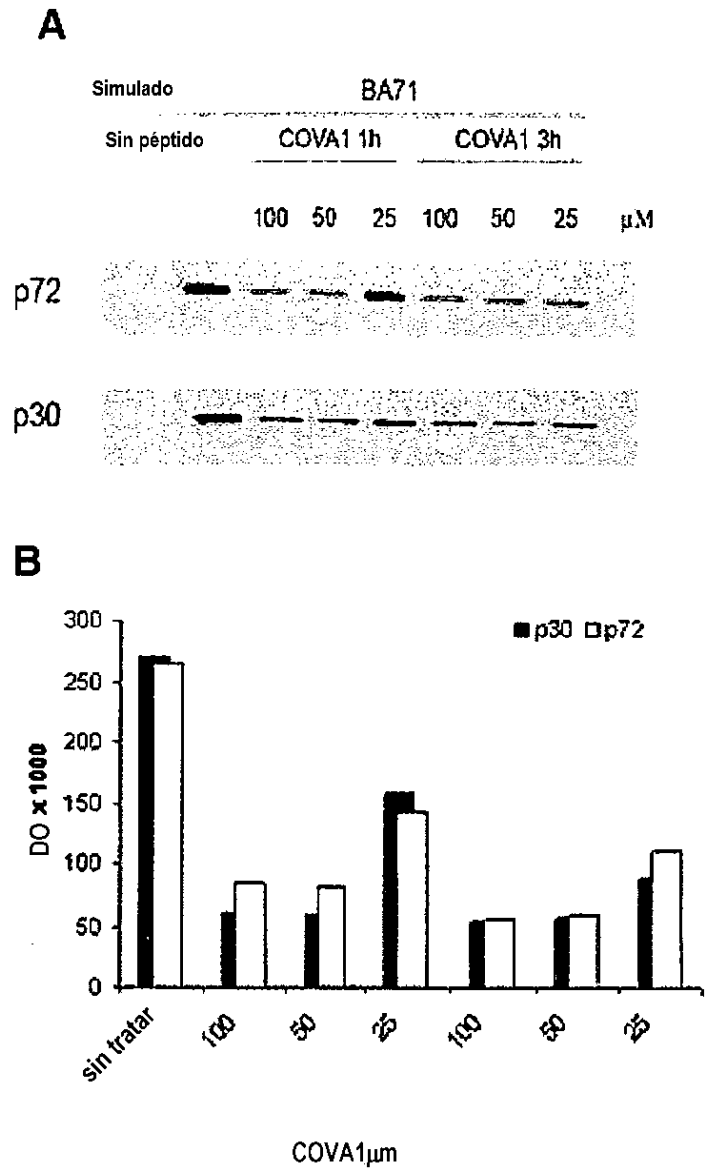 A
Simulado BA71
Sin péptido COVA1 1h COVA1 3h
100 50 25 100 50 25 µM
p72
p30
B
300
250
200
150
100
50
0
DO x 1000
p30 p72
sin tratar 100 50 25 100 50 25
COVA1µm